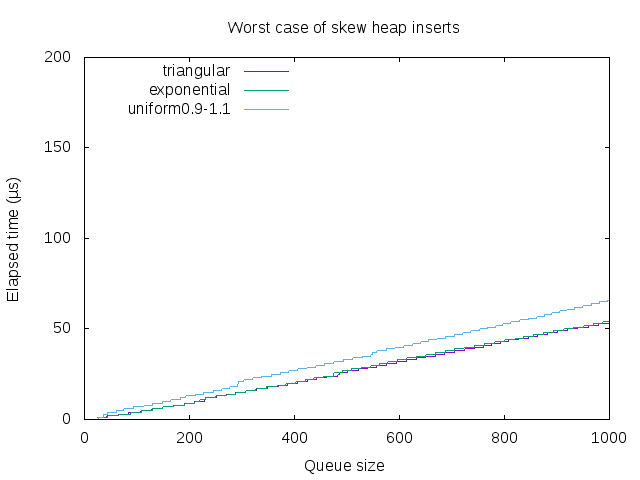 Worst case of skew heap inserts
200
150
100
50
0
Elapsed time (µs)
triangular
exponential
uniform0.9-1.1
0 200 400 600 800 1000
Queue size